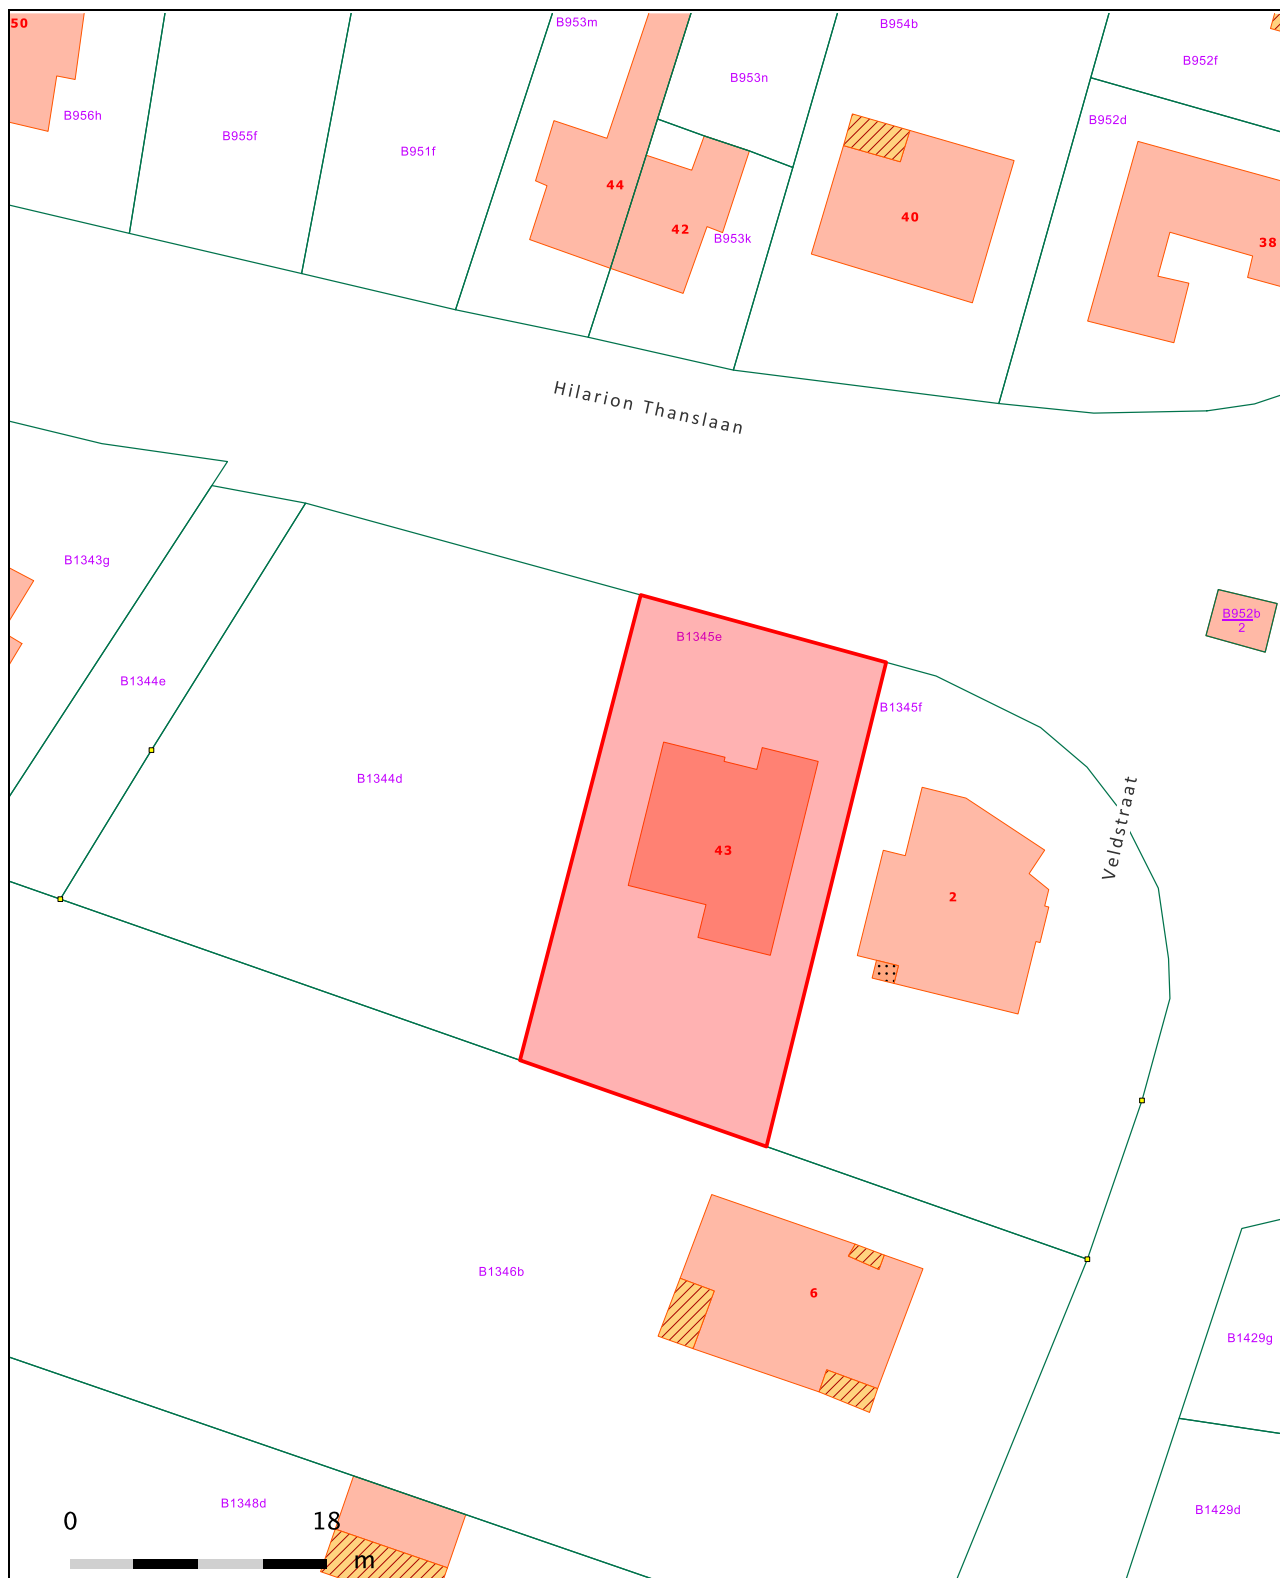 50
B953m
B954b
B952f
B953n
B956h
B952d
B955f
B951f
44
40
42
B953k
38
Hilarion Thanslaan
B1343g
B952b
2
B1345e
B1344e
B1345f
B1344d
Veldstraat
43
2
B1346b
6
B1429g
B1348d
B1429d
0
18
m